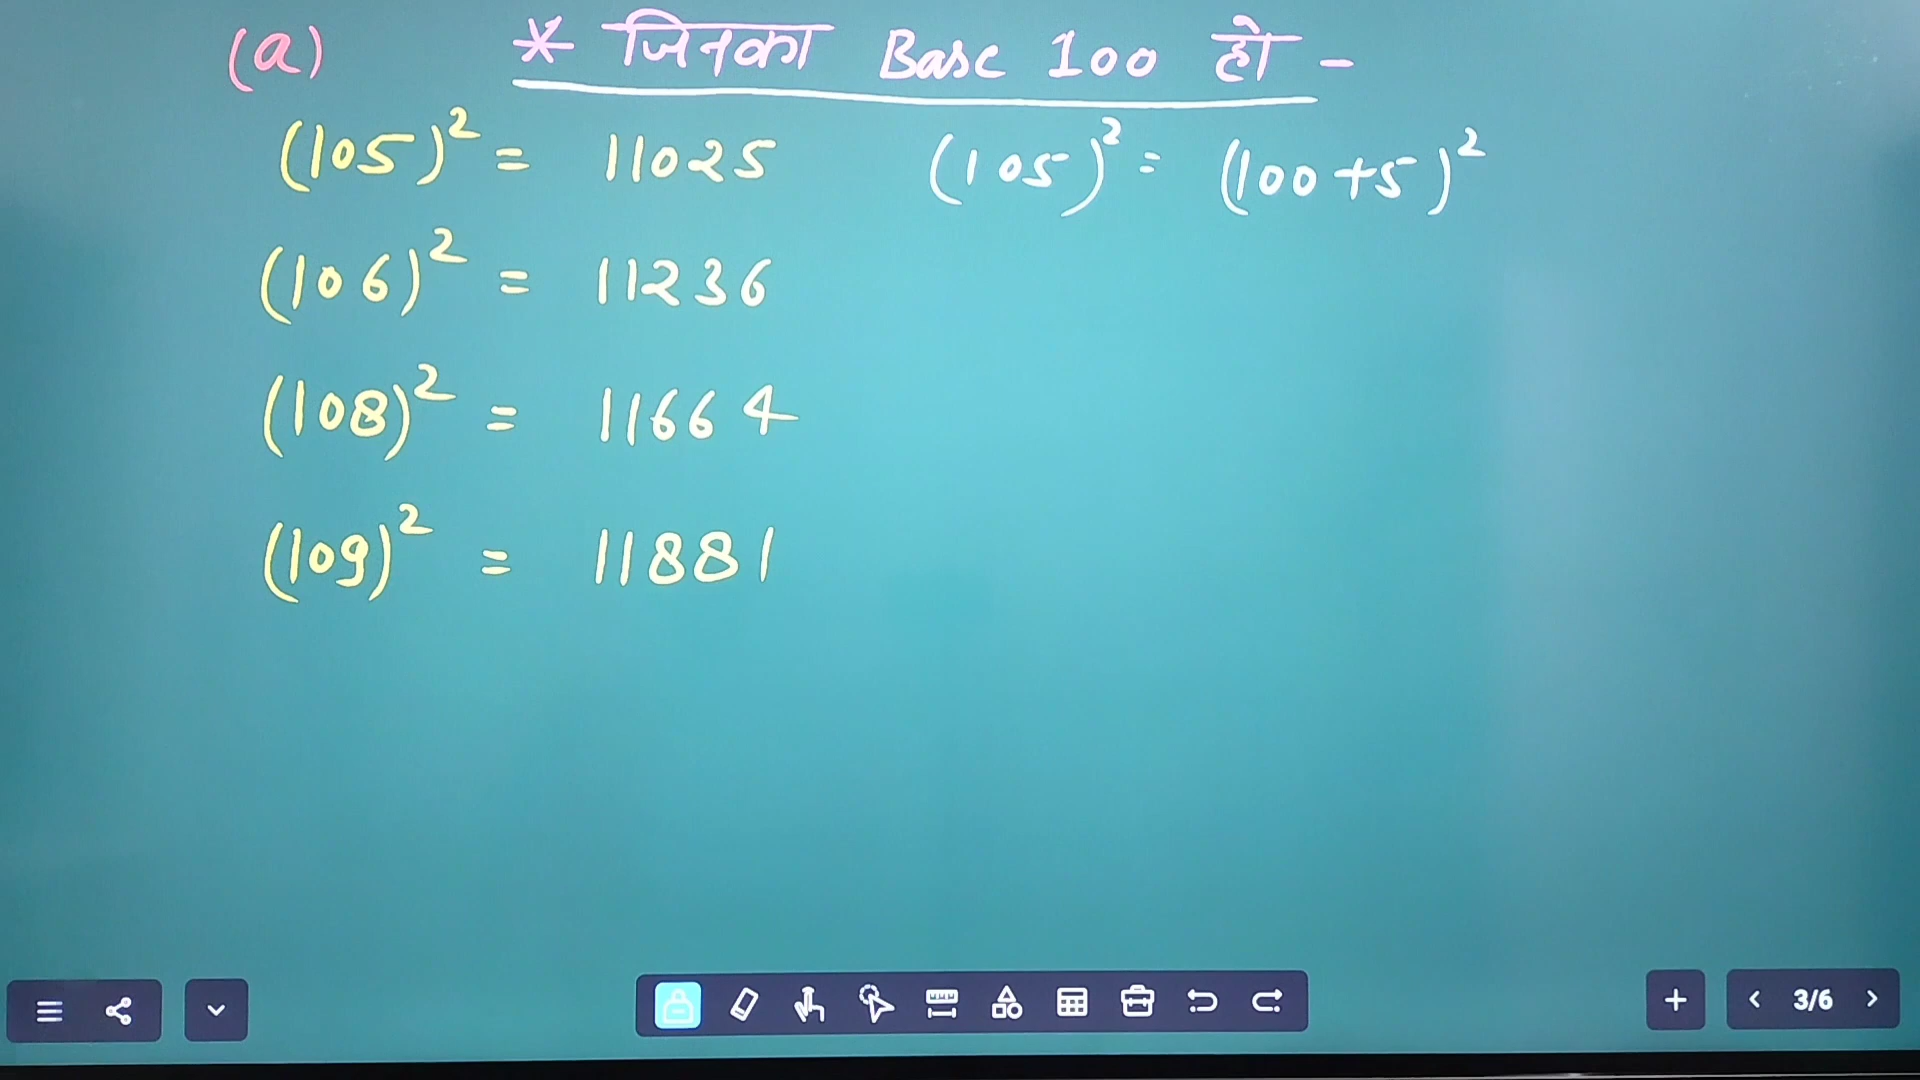 (a) * जिनका Base 100 हो -
(105)² = 11025 (105)² = (100+5)²
(106)² = 11236
(108)² = 11664
(109)² = 11881
3/6